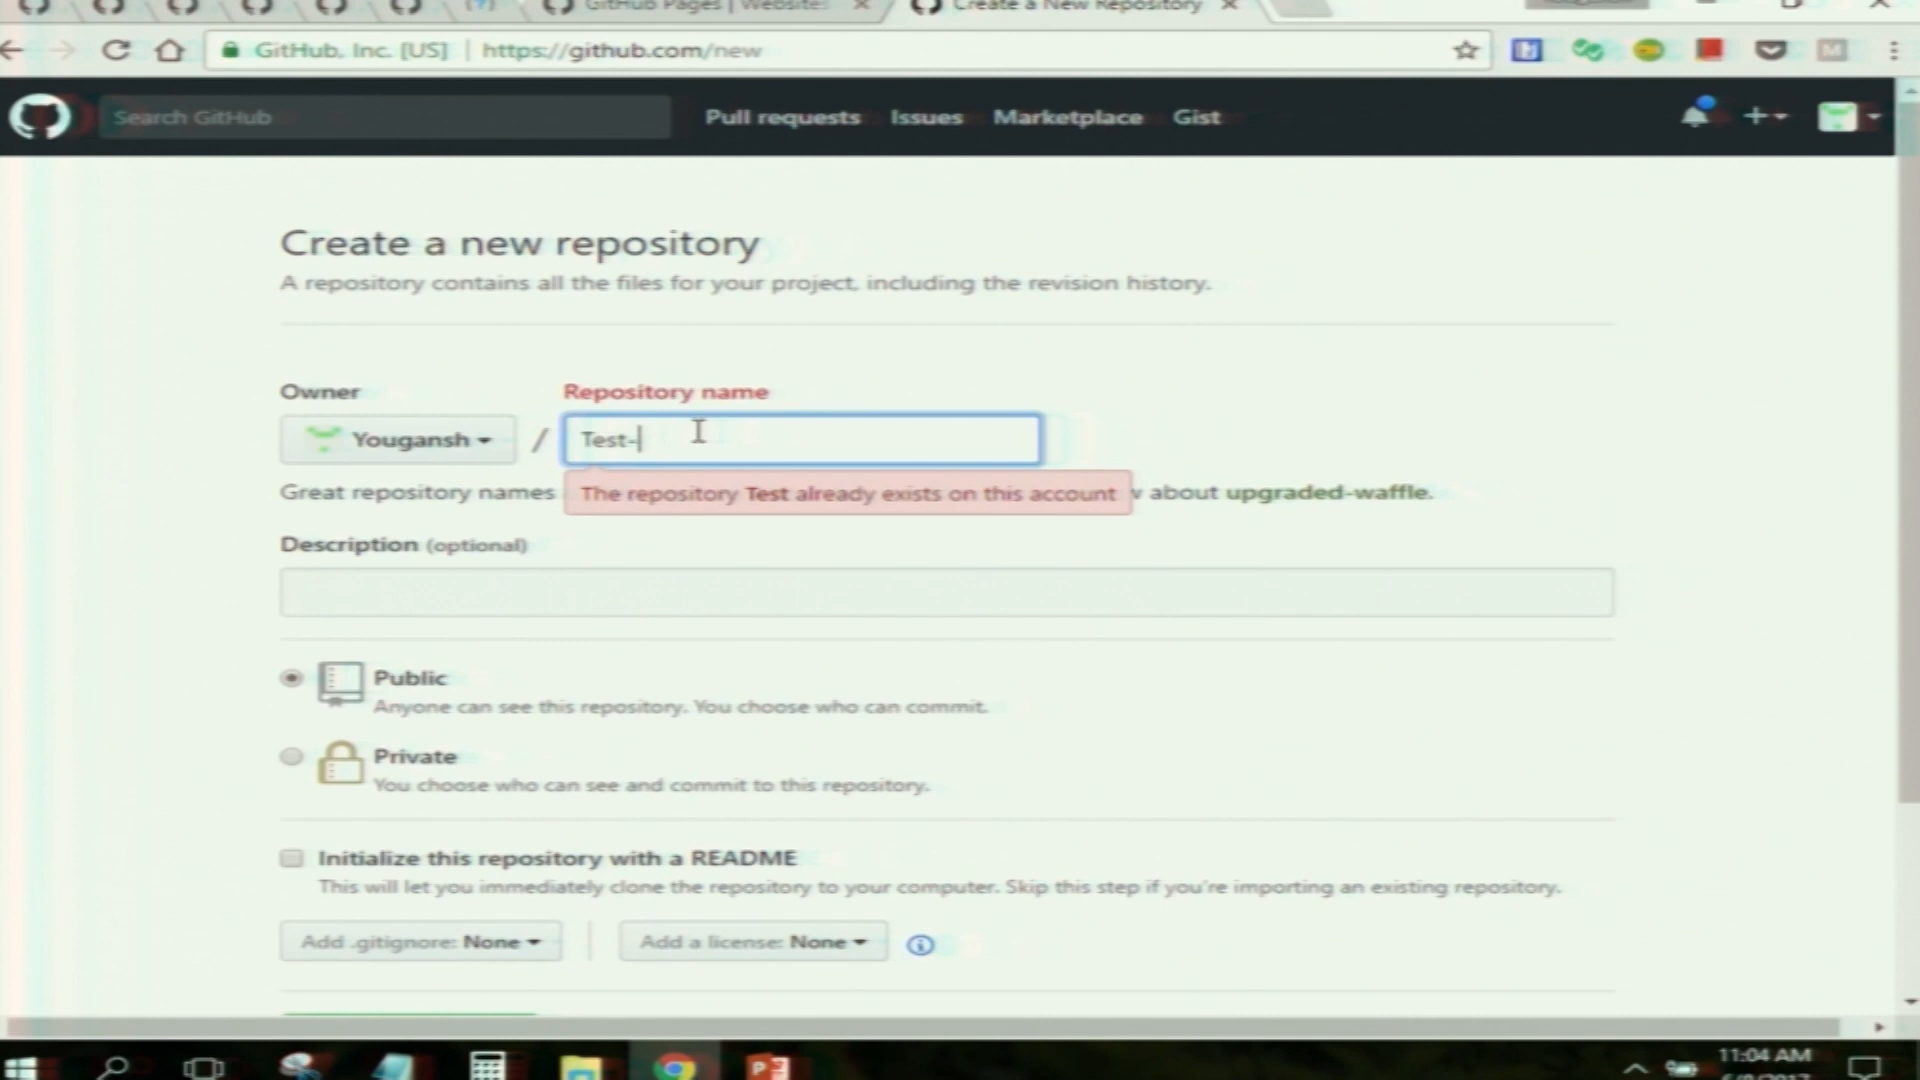 GitHub Pages | Websites
Create a New Repository
GitHub, Inc. [US] | https://github.com/new
Search GitHub
Pull requests Issues Marketplace Gist
Create a new repository
A repository contains all the files for your project, including the revision history.
Owner Repository name
Yougansh / Test-
Great repository names
The repository Test already exists on this account
about upgraded-waffle.
Description (optional)
Public
Anyone can see this repository. You choose who can commit.
Private
You choose who can see and commit to this repository.
Initialize this repository with a README
This will let you immediately clone the repository to your computer. Skip this step if you're importing an existing repository.
Add .gitignore: None
Add a license: None
11:04 AM